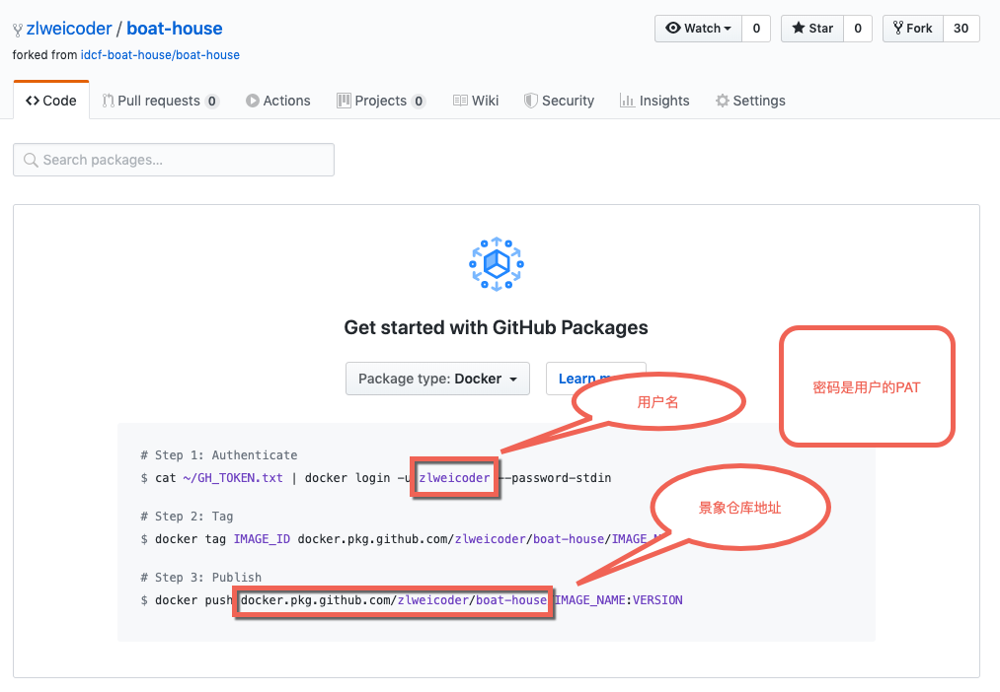 zlweicoder / boat-house
Watch 0 Star 0 Fork 30
forked from idcf-boat-house/boat-house
Code Pull requests 0 Actions Projects 0 Wiki Security Insights Settings
Search packages...
Get started with GitHub Packages
Package type: Docker Learn m
密码是用户的PAT
用户名
# Step 1: Authenticate
$ cat ~/GH_TOKEN.txt | docker login -u zlweicoder --password-stdin
景象仓库地址
# Step 2: Tag
$ docker tag IMAGE_ID docker.pkg.github.com/zlweicoder/boat-house/IMAGE_N
# Step 3: Publish
$ docker push docker.pkg.github.com/zlweicoder/boat-house IMAGE_NAME:VERSION